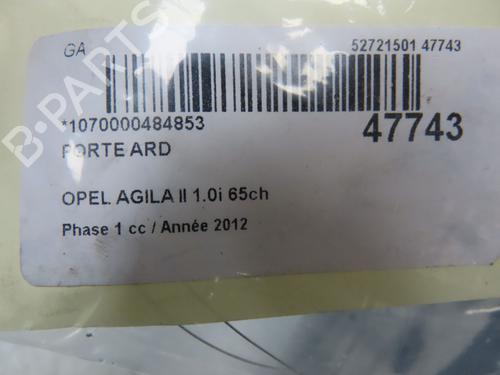 GA
52721501 47743
*1070000484853
47743
PORTE ARD
OPEL AGILA II 1.0i 65ch
Phase 1 cc / Année 2012
B-PARTS